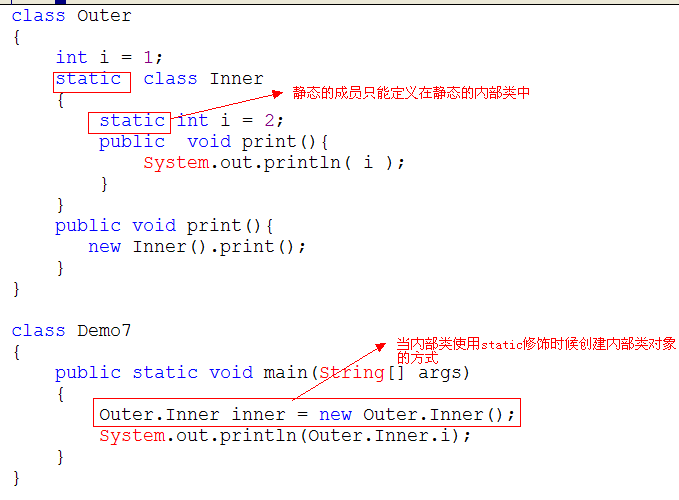 class Outer
{
    int i = 1;
    static  class Inner
    {
        static int i = 2;
        public  void print(){
            System.out.println( i );
        }
    }
    public void print(){
       new Inner().print();
    }
}
静态的成员只能定义在静态的内部类中
class Demo7
{
    public static void main(String[] args)
    {
        Outer.Inner inner = new Outer.Inner();
        System.out.println(Outer.Inner.i);
    }
}
当内部类使用static修饰时候创建内部类对象
的方式